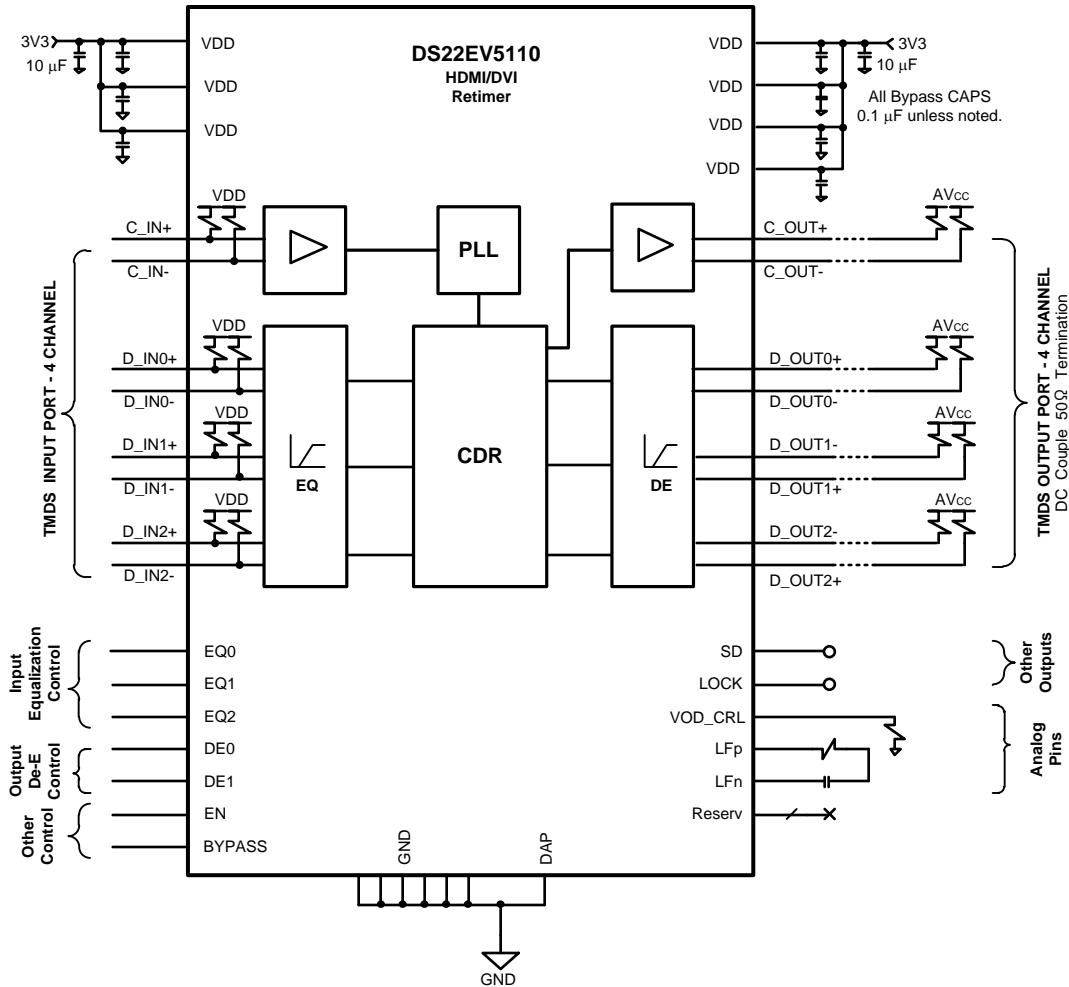 DS22EV5110
HDMI/DVI
Retimer
3V3
10 μF
VDD
VDD
VDD
VDD
VDD
VDD
VDD
3V3
10 μF
All Bypass CAPS
0.1 μF unless noted.
TMDS INPUT PORT - 4 CHANNEL
C_IN+
C_IN-
VDD
D_IN0+
D_IN0-
VDD
D_IN1+
D_IN1-
VDD
D_IN2+
D_IN2-
VDD
PLL
EQ
CDR
DE
C_OUT+
C_OUT-
AVcc
D_OUT0+
D_OUT0-
AVcc
D_OUT1-
D_OUT1+
AVcc
D_OUT2-
D_OUT2+
AVcc
TMDS OUTPUT PORT - 4 CHANNEL
DC Couple 50Ω Termination
Input
Equalization
Control
EQ0
EQ1
EQ2
Output
De-E
Control
DE0
DE1
Other
Control
EN
BYPASS
SD
LOCK
Other
Outputs
VOD_CRL
LFp
LFn
Analog
Pins
Reserv
GND
DAP
GND